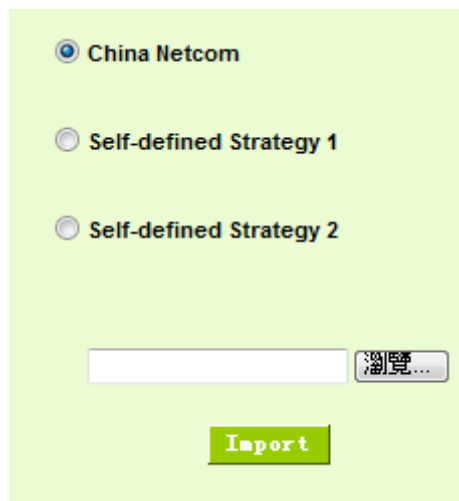 China Netcom
Self-defined Strategy 1
Self-defined Strategy 2
瀏覽...
Import